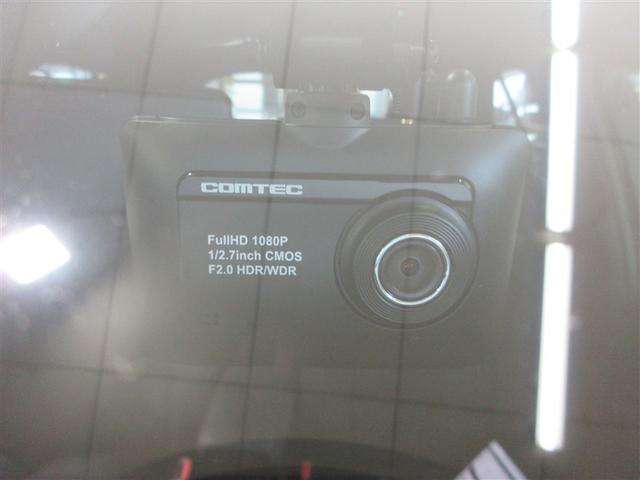 COMTEC
FullHD 1080P
1/2.7inch CMOS
F2.0 HDR/WDR